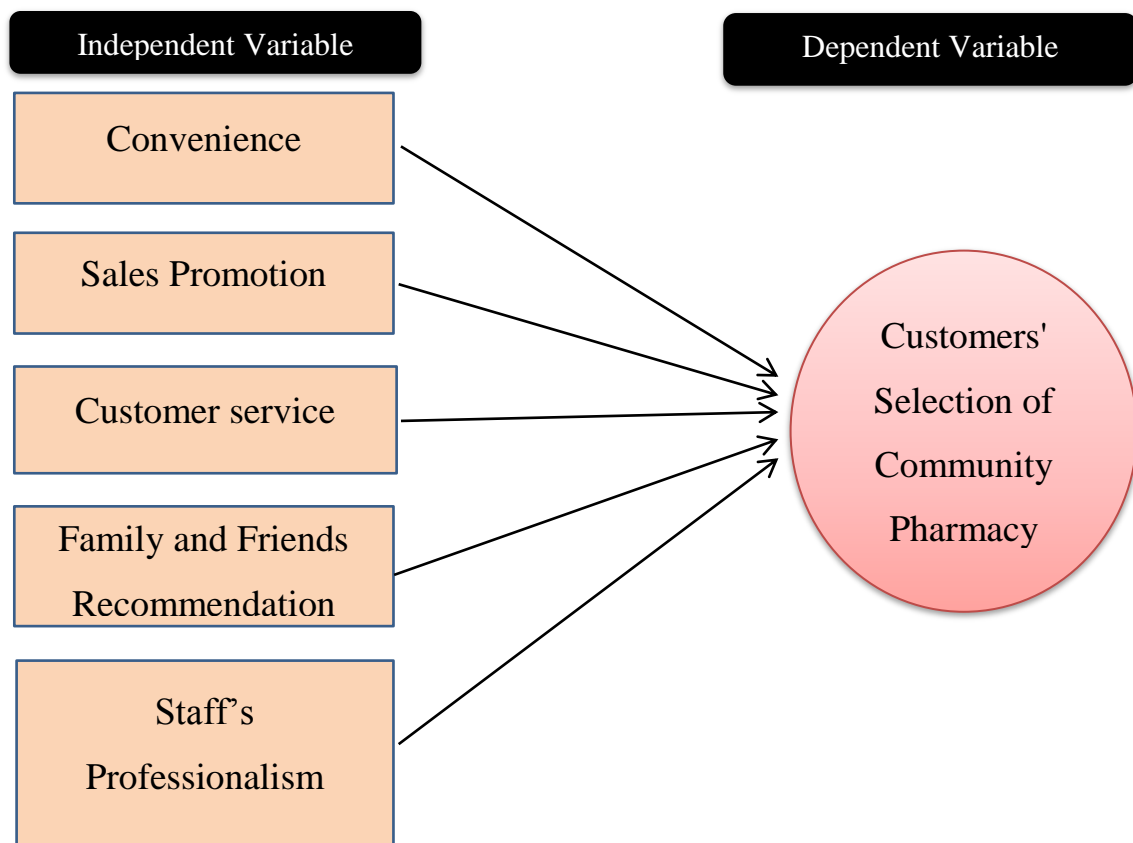 Independent Variable
Dependent Variable
Convenience
Sales Promotion
Customer service
Family and Friends
Recommendation
Staff’s
Professionalism
Customers'
Selection of
Community
Pharmacy